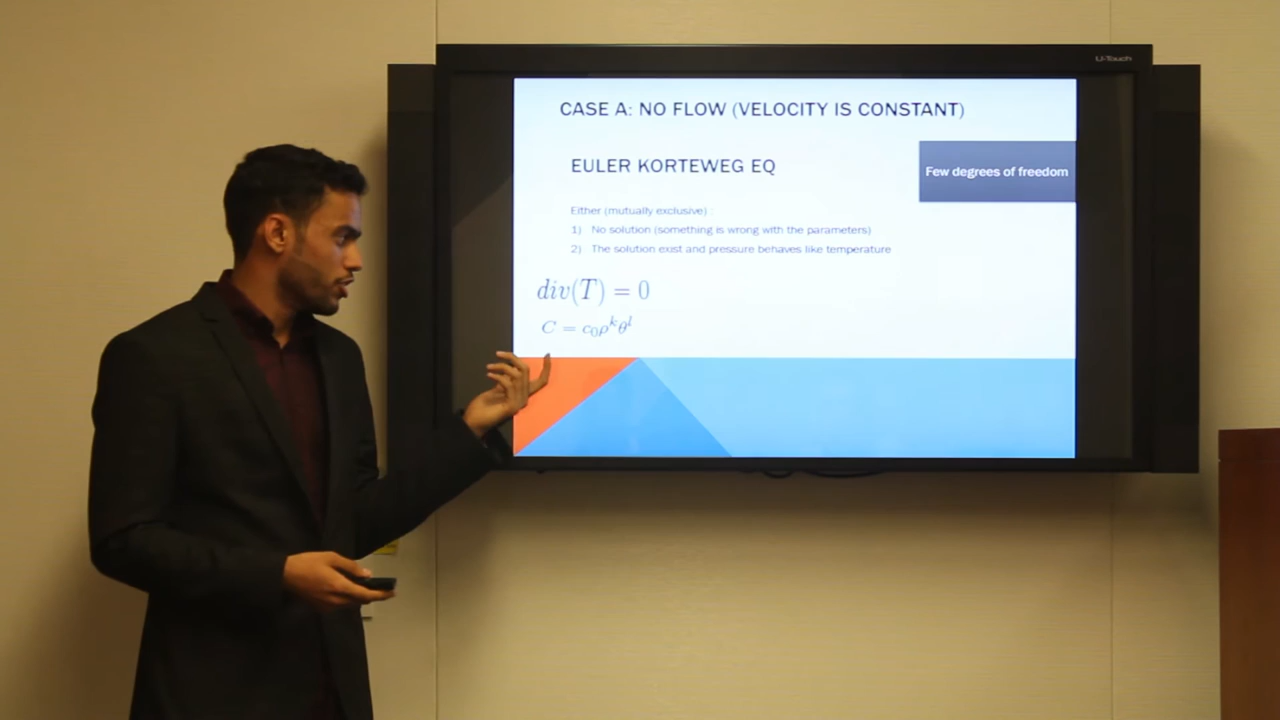 U-Touch
CASE A: NO FLOW (VELOCITY IS CONSTANT)
EULER KORTEWEG EQ
Few degrees of freedom
Either (mutually exclusive) :
1) No solution (something is wrong with the parameters)
2) The solution exist and pressure behaves like temperature
div(T) = 0
C = c₀ρᵏθˡ